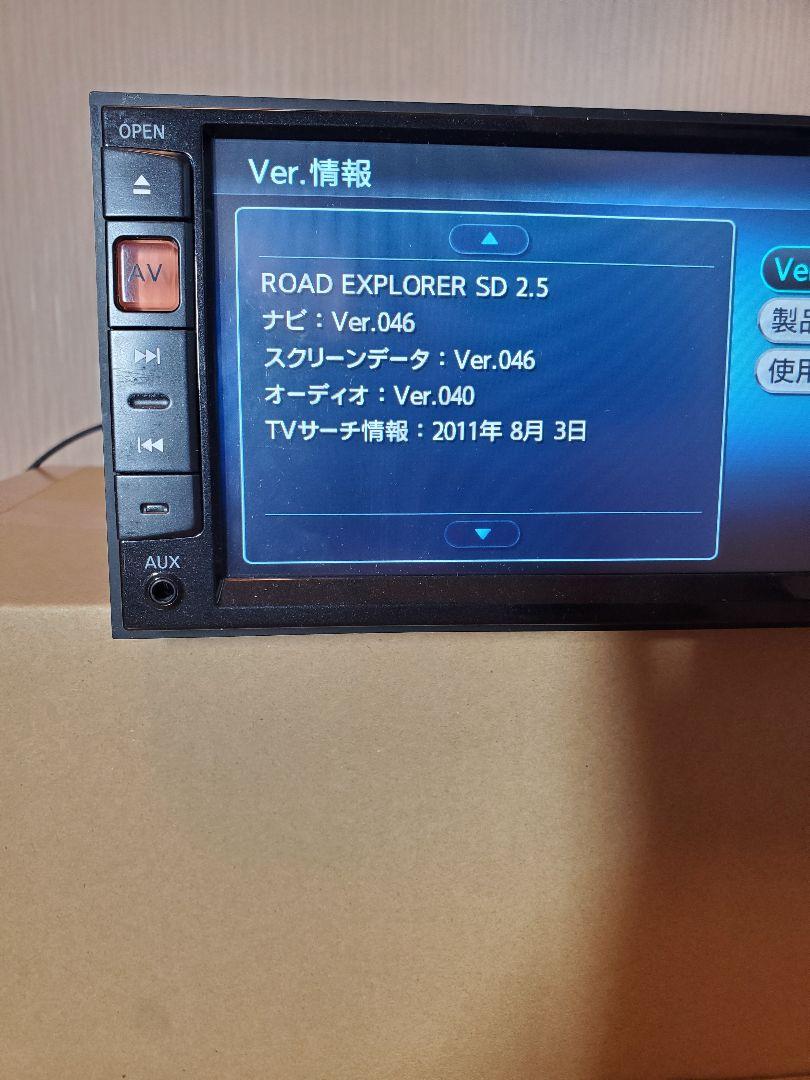 OPEN
AV
AUX
Ver.情報
ROAD EXPLORER SD 2.5
ナビ：Ver.046
スクリーンデータ：Ver.046
オーディオ：Ver.040
TVサーチ情報：2011年 8月 3日
Ve
製品
使用